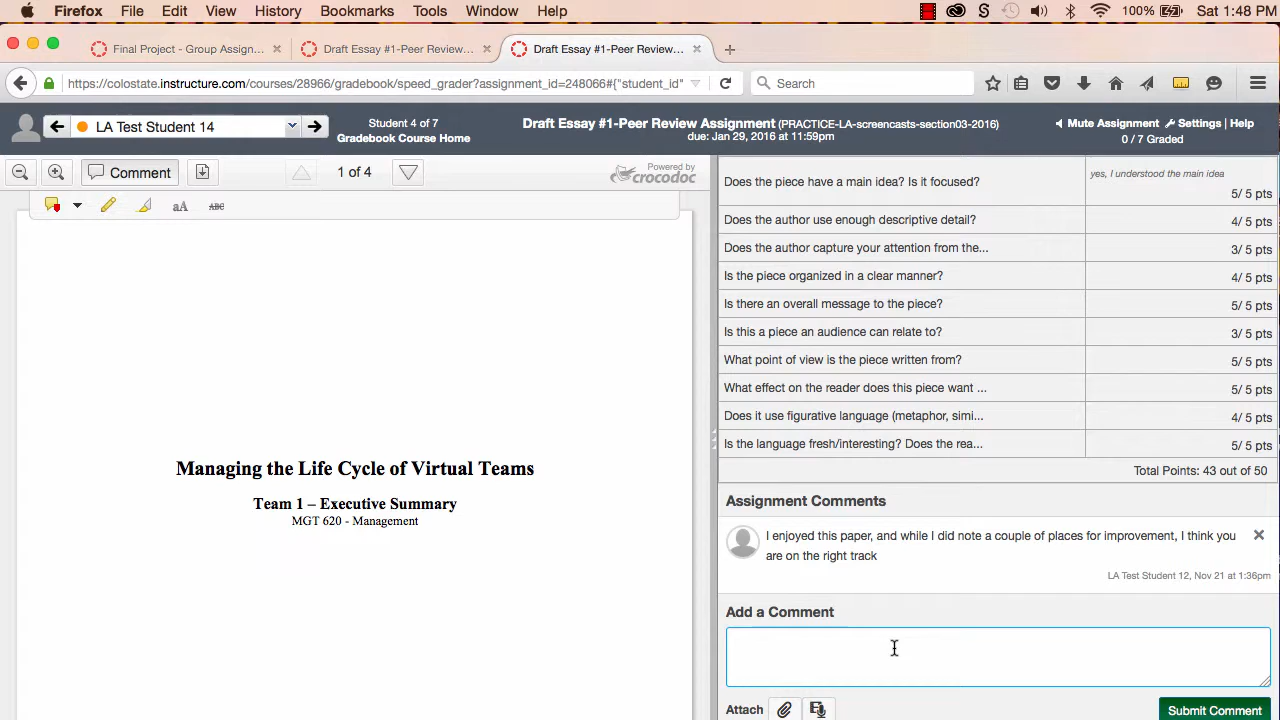 Firefox File Edit View History Bookmarks Tools Window Help 100% Sat 1:48 PM
Final Project - Group Assign... Draft Essay #1-Peer Review... Draft Essay #1-Peer Review...
https://colostate.instructure.com/courses/28966/gradebook/speed_grader?assignment_id=248066#{"student_id" Search
LA Test Student 14
Student 4 of 7
Gradebook Course Home
Draft Essay #1-Peer Review Assignment (PRACTICE-LA-screencasts-section03-2016)
due: Jan 29, 2016 at 11:59pm
Mute Assignment Settings | Help
0 / 7 Graded
Comment 1 of 4
Powered by
crocodoc
aA ABC
Managing the Life Cycle of Virtual Teams
Team 1 – Executive Summary
MGT 620 - Management
Does the piece have a main idea? Is it focused? yes, I understood the main idea
5/ 5 pts
Does the author use enough descriptive detail? 4/ 5 pts
Does the author capture your attention from the... 3/ 5 pts
Is the piece organized in a clear manner? 4/ 5 pts
Is there an overall message to the piece? 5/ 5 pts
Is this a piece an audience can relate to? 3/ 5 pts
What point of view is the piece written from? 5/ 5 pts
What effect on the reader does this piece want ... 5/ 5 pts
Does it use figurative language (metaphor, simi... 4/ 5 pts
Is the language fresh/interesting? Does the rea... 5/ 5 pts
Total Points: 43 out of 50
Assignment Comments
I enjoyed this paper, and while I did note a couple of places for improvement, I think you
are on the right track
LA Test Student 12, Nov 21 at 1:36pm
Add a Comment
Attach Submit Comment